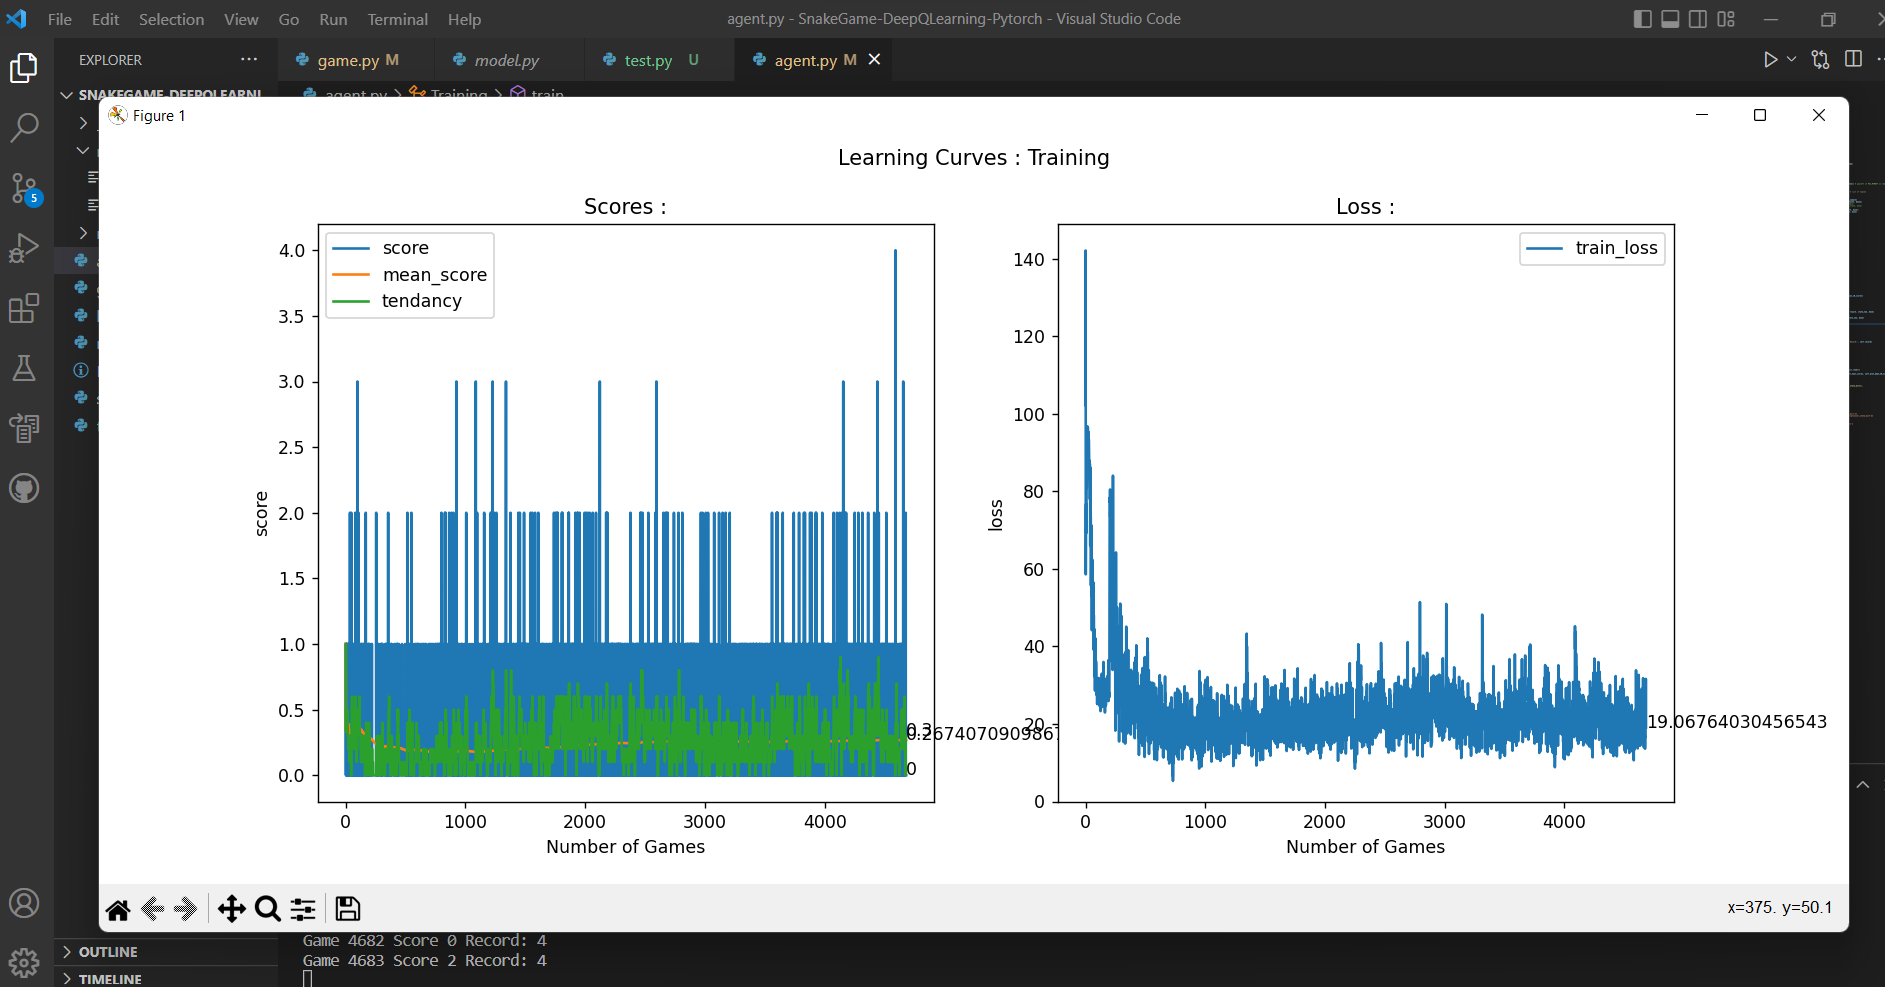 File Edit Selection View Go Run Terminal Help
agent.py - SnakeGame-DeepQLearning-Pytorch - Visual Studio Code
EXPLORER
game.py M
model.py
test.py U
agent.py M
SNAKEGAME-DEEPQLEARNI
agent.py > Training > train
Figure 1
Learning Curves : Training
Scores :
score
mean_score
tendancy
4.0
3.5
3.0
2.5
2.0
1.5
1.0
0.5
0.0
score
0
0 1000 2000 3000 4000
Number of Games
Loss :
train_loss
140
120
100
80
60
40
20
0
loss
19.06764030456543
0 1000 2000 3000 4000
Number of Games
x=375. y=50.1
5
Game 4682 Score 0 Record: 4
Game 4683 Score 2 Record: 4
OUTLINE
TIMELINE